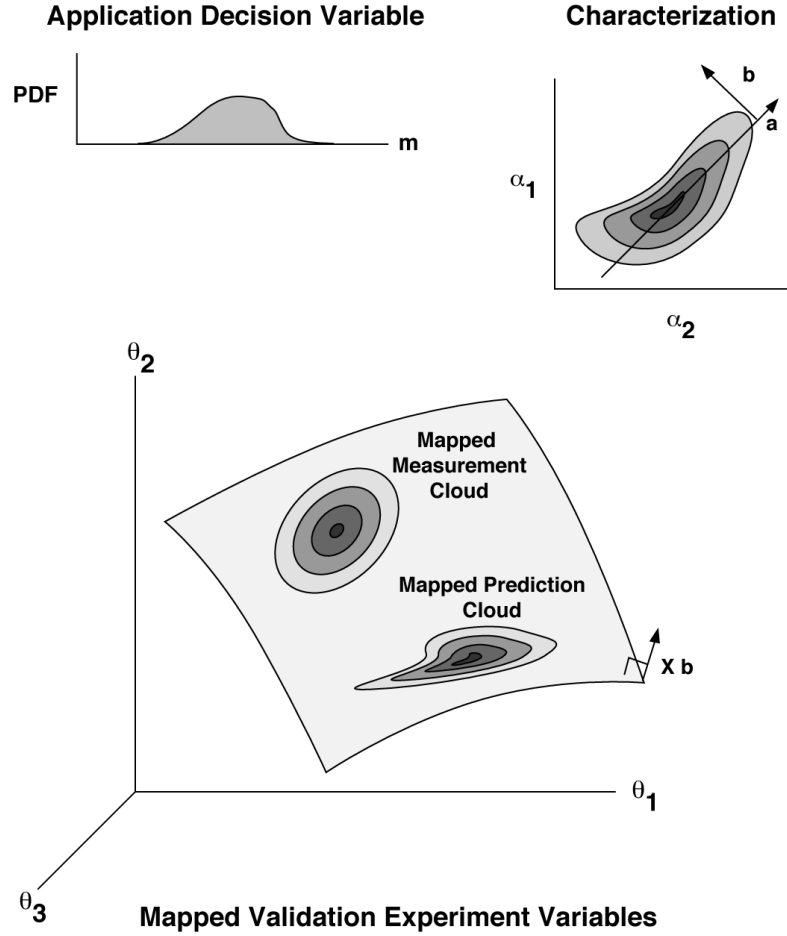 Application Decision Variable
PDF
m
Characterization
b
a
α1
α2
θ2
Mapped
Measurement
Cloud
Mapped Prediction
Cloud
X b
θ1
θ3
Mapped Validation Experiment Variables